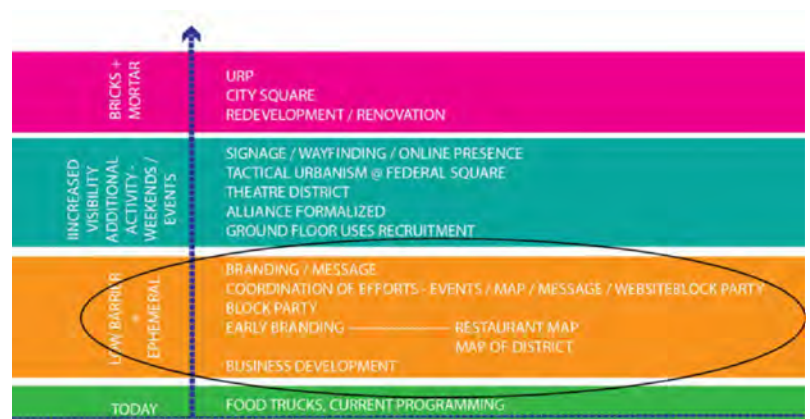 BRICKS +
MORTAR
URP
CITY SQUARE
REDEVELOPMENT / RENOVATION
IINCREASED
VISIBILITY
ADDITIONAL
ACTIVITY -
WEEKENDS /
EVENTS
SIGNAGE / WAYFINDING / ONLINE PRESENCE
TACTICAL URBANISM @ FEDERAL SQUARE
THEATRE DISTRICT
ALLIANCE FORMALIZED
GROUND FLOOR USES RECRUITMENT
LOW BARRIER
+
EPHEMERAL
BRANDING / MESSAGE
COORDINATION OF EFFORTS - EVENTS / MAP / MESSAGE / WEBSITEBLOCK PARTY
BLOCK PARTY
EARLY BRANDING RESTAURANT MAP
MAP OF DISTRICT
BUSINESS DEVELOPMENT
TODAY
FOOD TRUCKS, CURRENT PROGRAMMING